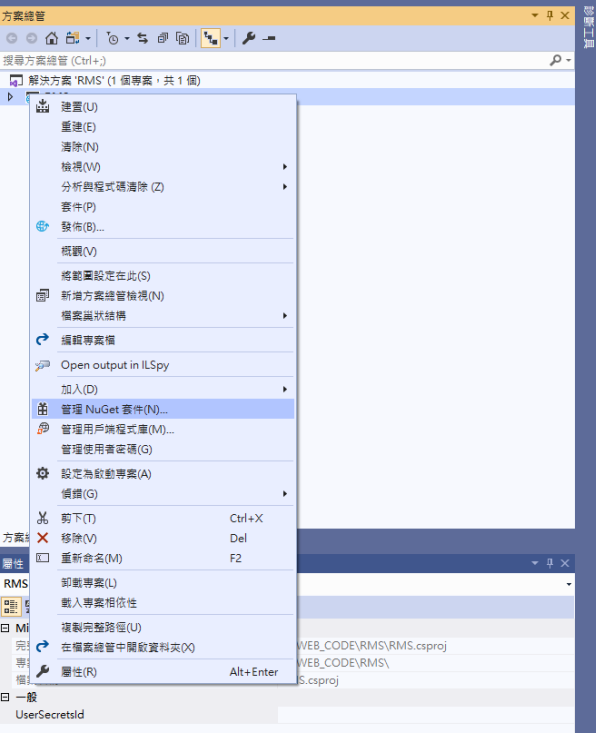 方案總管
搜尋方案總管 (Ctrl+;)
解決方案 'RMS' (1 個專案，共 1 個)
建置(U)
重建(E)
清除(N)
檢視(W)
分析與程式碼清除 (Z)
套件(P)
發佈(B)...
概觀(V)
將範圍設定在此(S)
新增方案總管檢視(N)
檔案巢狀結構
編輯專案檔
Open output in ILSpy
加入(D)
管理 NuGet 套件(N)...
管理用戶端程式庫(M)...
管理使用者密碼(G)
設定為啟動專案(A)
偵錯(G)
剪下(T) Ctrl+X
移除(V) Del
重新命名(M) F2
卸載專案(L)
載入專案相依性
複製完整路徑(U)
在檔案總管中開啟資料夾(X)
屬性(R) Alt+Enter
診斷工具
方案總
屬性
RMS
Mi
完
WEB_CODE\RMS\RMS.csproj
專
WEB_CODE\RMS\
檔
S.csproj
一般
UserSecretsId